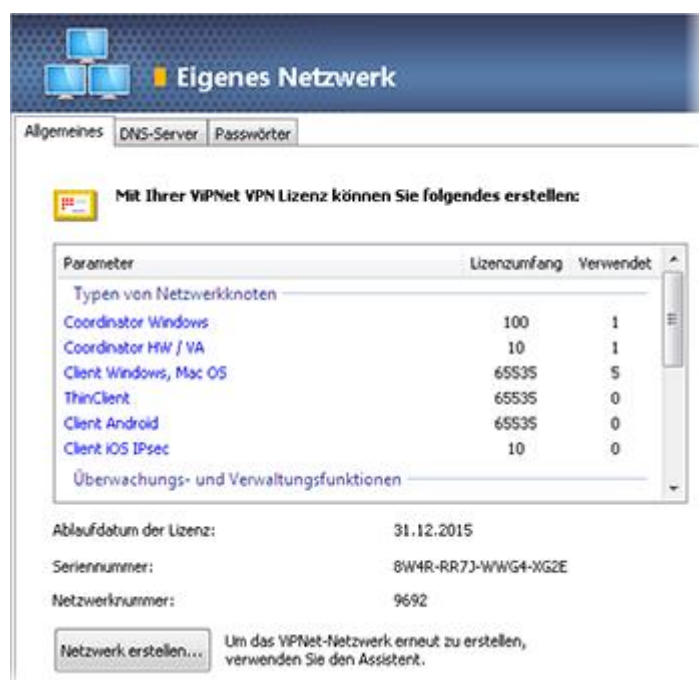 Eigenes Netzwerk
Allgemeines DNS-Server Passwörter
Mit Ihrer ViPNet VPN Lizenz können Sie folgendes erstellen:
Parameter Lizenzumfang Verwendet
Typen von Netzwerkknoten
Coordinator Windows 100 1
Coordinator HW / VA 10 1
Client Windows, Mac OS 65535 5
ThinClient 65535 0
Client Android 65535 0
Client iOS IPsec 10 0
Überwachungs- und Verwaltungsfunktionen
Ablaufdatum der Lizenz: 31.12.2015
Seriennummer: 8W4R-RR7J-WWG4-XG2E
Netzwerknummer: 9692
Netzwerk erstellen... Um das ViPNet-Netzwerk erneut zu erstellen,
verwenden Sie den Assistent.